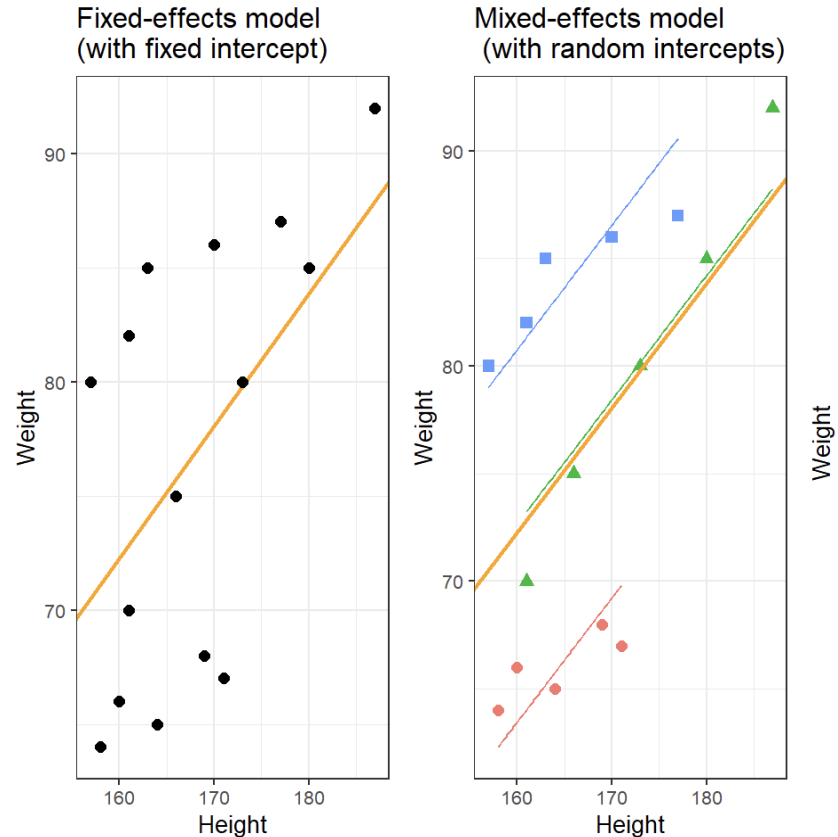 Fixed-effects model
(with fixed intercept)
90
80
70
Weight
160
170
180
Height
Mixed-effects model
(with random intercepts)
90
80
70
Weight
160
170
180
Height
Weight